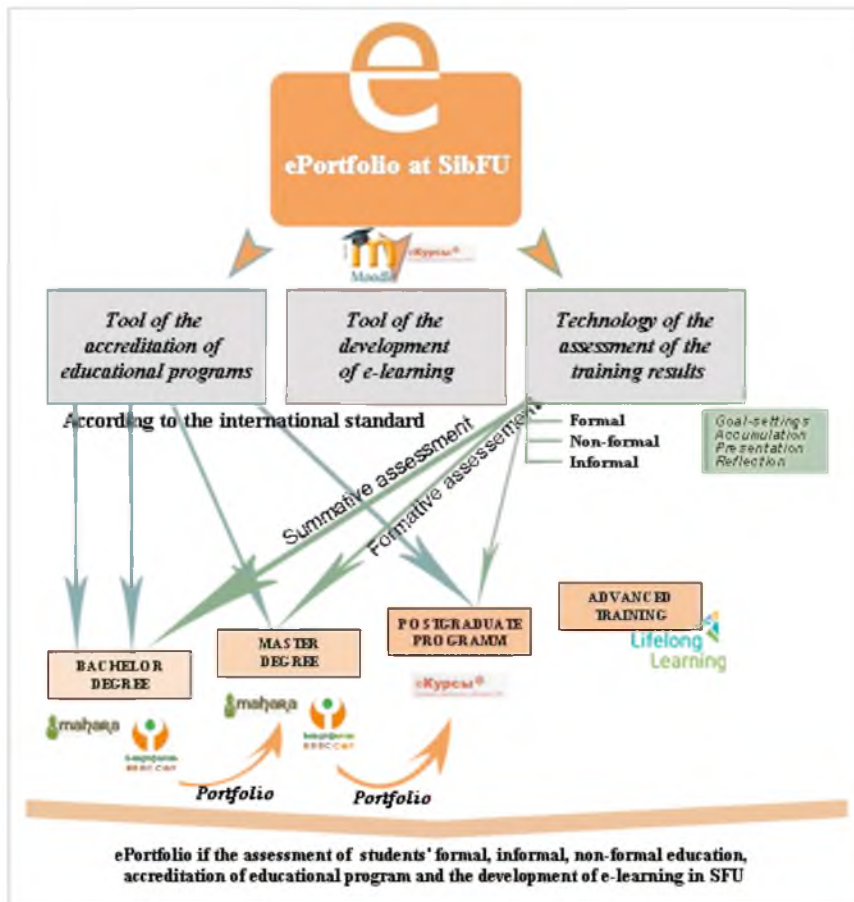 e
ePortfolio at SibFU
Moodle
еКурсы
Tool of the
accreditation of
educational programs
Tool of the
development
of e-learning
Technology of the
assessment of the
training results
According to the international standard
Formal
Non-formal
Informal
Goal-settings
Accumulation
Presentation
Reflection
Summative assessment
Formative assessement
BACHELOR
DEGREE
MASTER
DEGREE
POSTGRADUATE
PROGRAMM
ADVANCED
TRAINING
Lifelong
Learning
mahara
mahara
еКурсы
Portfolio
Portfolio
ePortfolio if the assessment of students' formal, informal, non-formal education,
accreditation of educational program and the development of e-learning in SFU